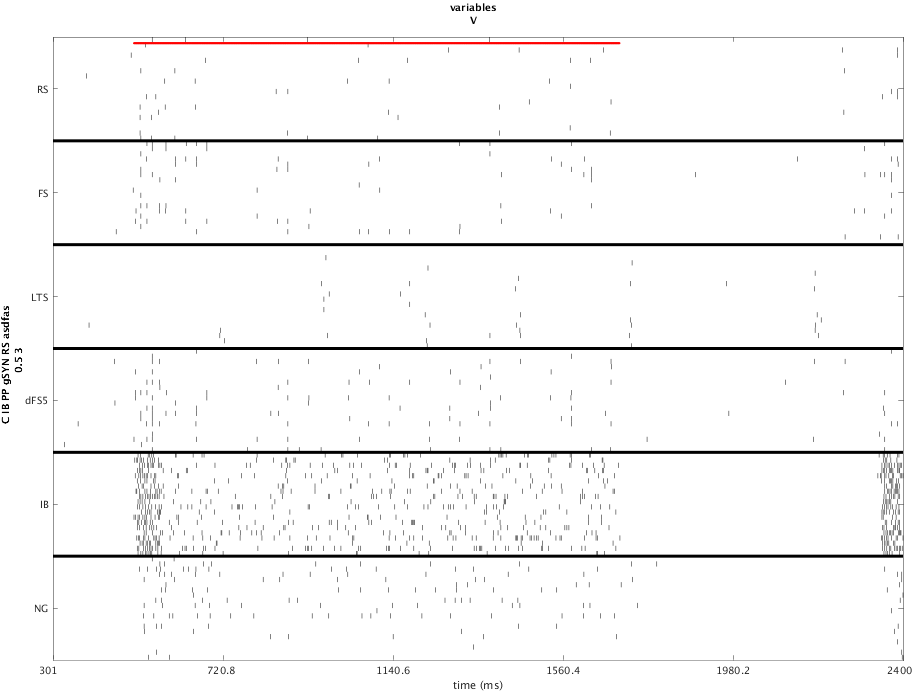 variables
V
C IB PP gSYN RS asdfas
0.5 3
RS
FS
LTS
dFS5
IB
NG
301
720.8
1140.6
1560.4
1980.2
2400
time (ms)